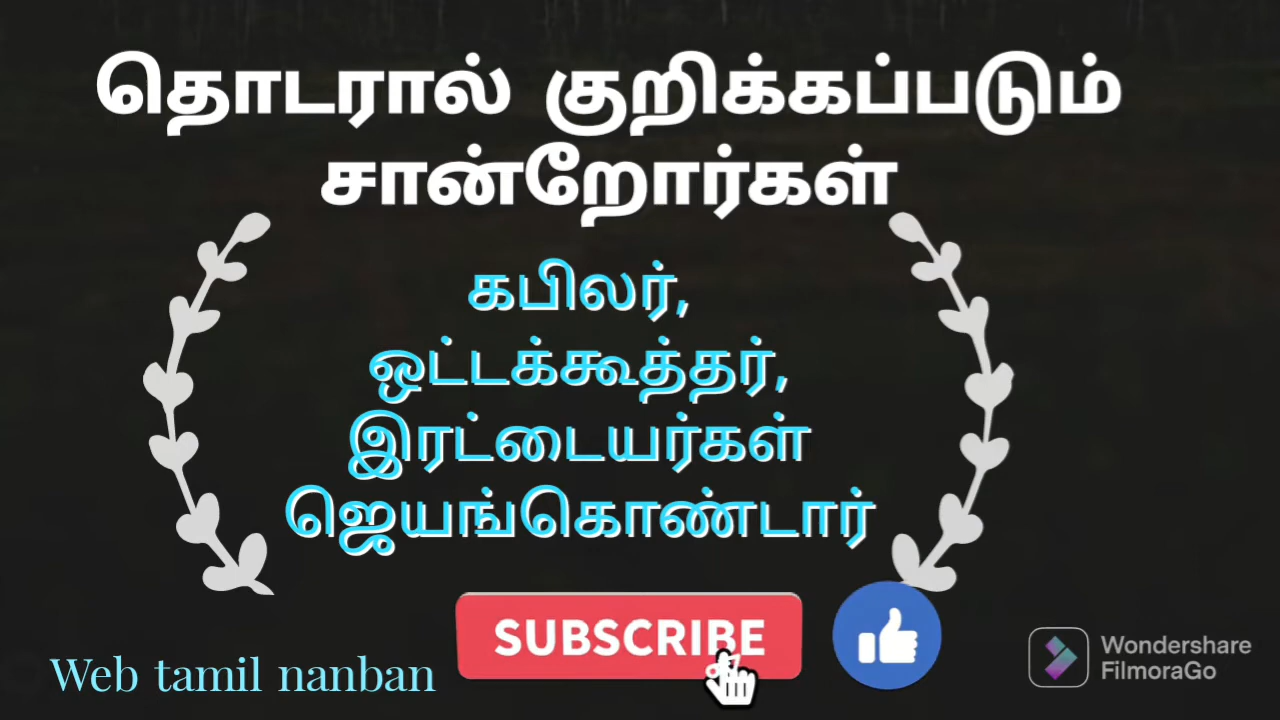 தொடரால் குறிக்கப்படும்
சான்றோர்கள்
கபிலர்,
ஒட்டக்கூத்தர்,
இரட்டையர்கள்
ஜெயங்கொண்டார்
SUBSCRIBE
Web tamil nanban
Wondershare
FilmoraGo